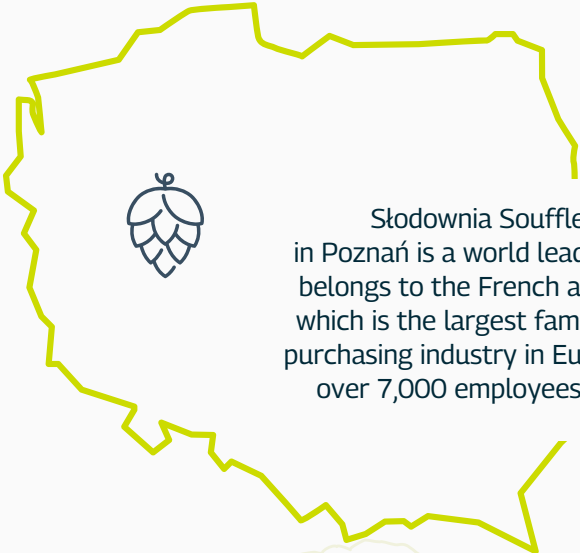 Słodownia Souffle
in Poznań is a world lead
belongs to the French a
which is the largest fam
purchasing industry in Eu
over 7,000 employees